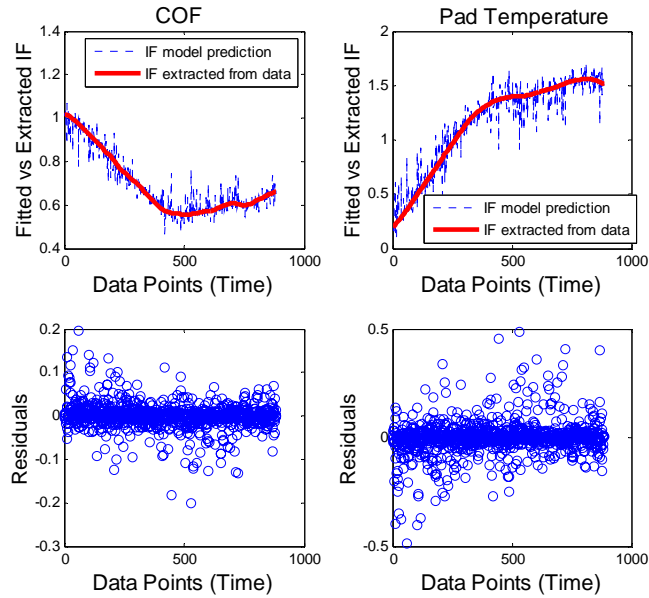 COF
Fitted vs Extracted IF
1.4
1.2
1
0.8
0.6
0.4
IF model prediction
IF extracted from data
0
500
1000
Data Points (Time)
Pad Temperature
Fitted vs Extracted IF
2
1.5
1
0.5
0
IF model prediction
IF extracted from data
0
500
1000
Data Points (Time)
Residuals
0.2
0.1
0
-0.1
-0.2
-0.3
0
500
1000
Data Points (Time)
Residuals
0.5
0
-0.5
0
500
1000
Data Points (Time)